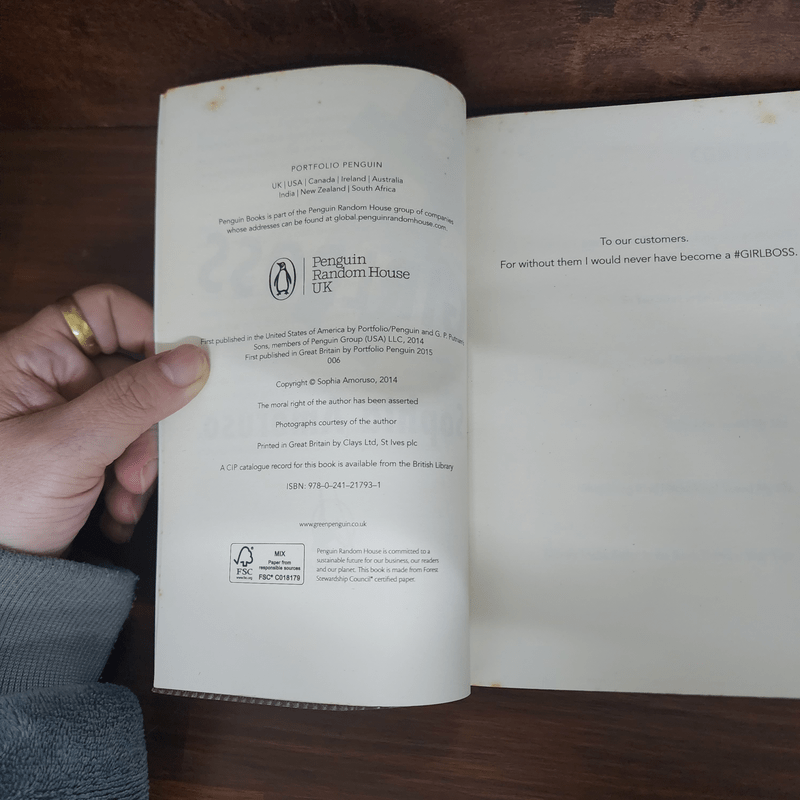 PORTFOLIO PENGUIN
UK | USA | Canada | Ireland | Australia
India | New Zealand | South Africa
Penguin Books is part of the Penguin Random House group of companies
whose addresses can be found at global.penguinrandomhouse.com.
Penguin
Random House
UK
First published in the United States of America by Portfolio/Penguin and G. P. Putnam's
Sons, members of Penguin Group (USA) LLC, 2014
First published in Great Britain by Portfolio Penguin 2015
006
Copyright © Sophia Amoruso, 2014
The moral right of the author has been asserted
Photographs courtesy of the author
Printed in Great Britain by Clays Ltd, St Ives plc
A CIP catalogue record for this book is available from the British Library
ISBN: 978–0–241–21793–1
www.greenpenguin.co.uk
FSC
www.fsc.org
MIX
Paper from
responsible sources
FSC® C018179
Penguin Random House is committed to a
sustainable future for our business, our readers
and our planet. This book is made from Forest
Stewardship Council® certified paper.
To our customers.
For without them I would never have become a #GIRLBOSS.